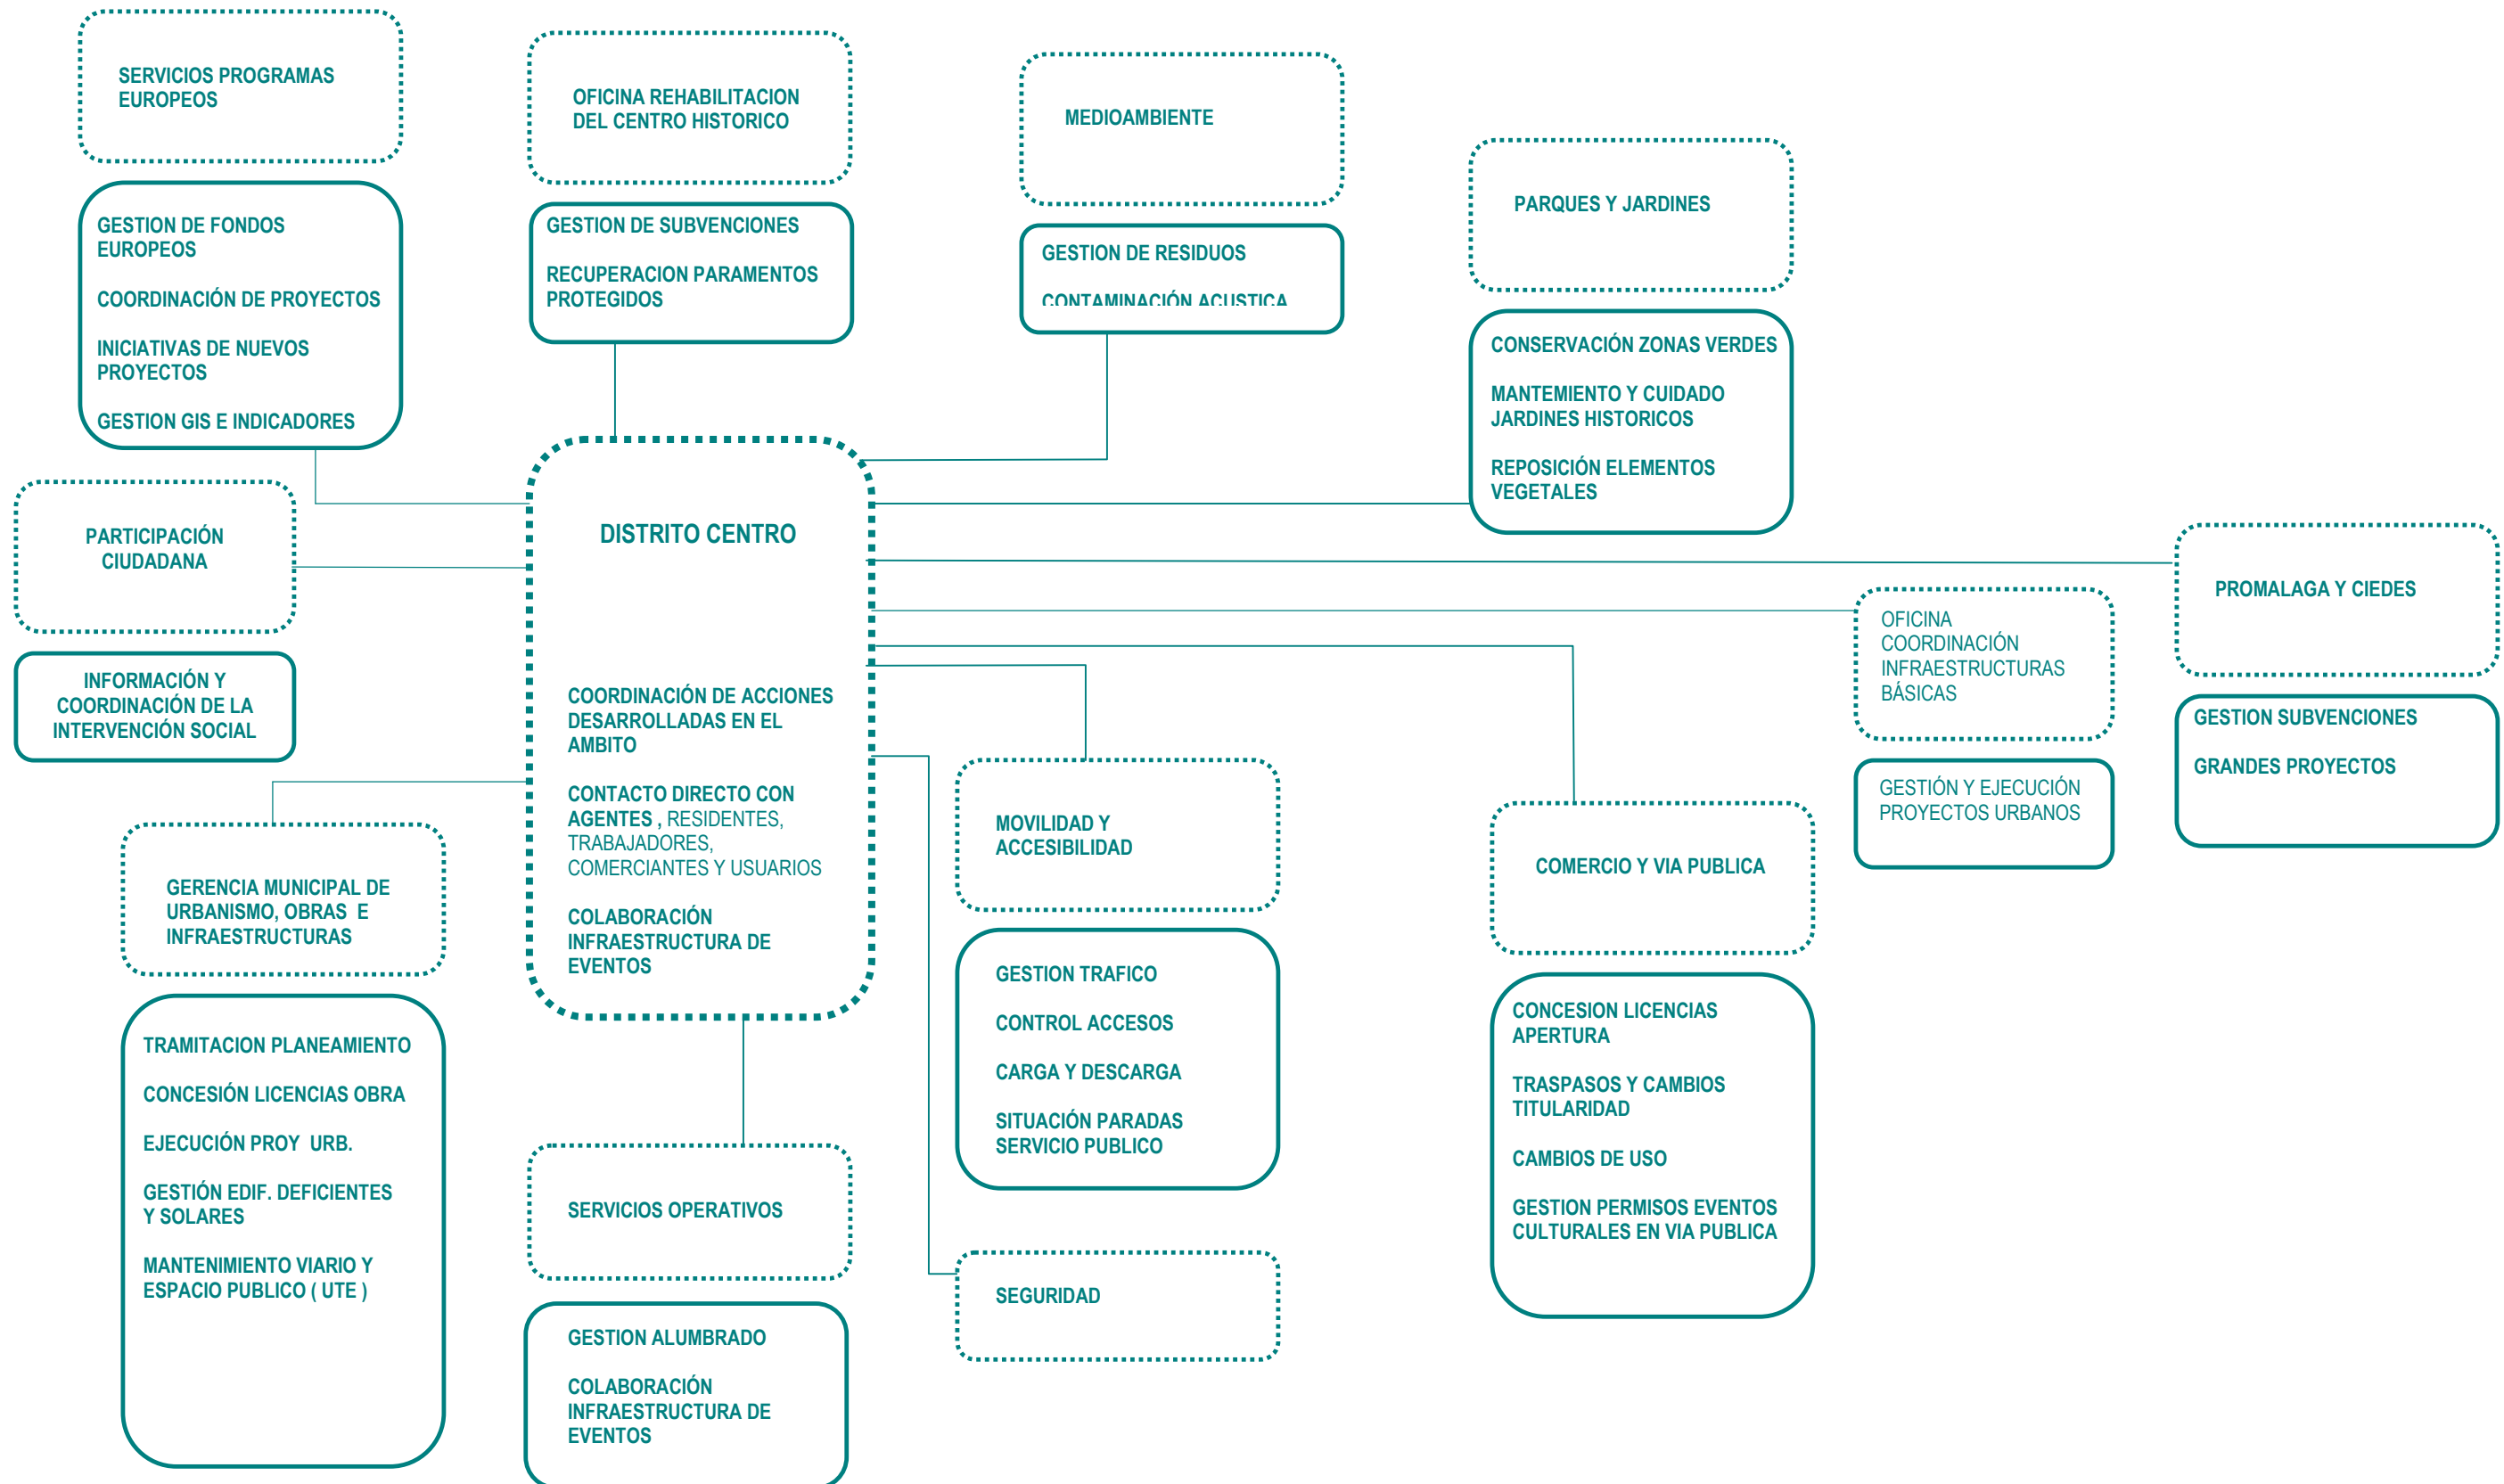 SERVICIOS PROGRAMAS
EUROPEOS
GESTION DE FONDOS
EUROPEOS
COORDINACIÓN DE PROYECTOS
INICIATIVAS DE NUEVOS
PROYECTOS
GESTION GIS E INDICADORES
OFICINA REHABILITACION
DEL CENTRO HISTORICO
GESTION DE SUBVENCIONES
RECUPERACION PARAMENTOS
PROTEGIDOS
MEDIOAMBIENTE
GESTION DE RESIDUOS
CONTAMINACIÓN ACUSTICA
PARQUES Y JARDINES
CONSERVACIÓN ZONAS VERDES
MANTEMIENTO Y CUIDADO
JARDINES HISTORICOS
REPOSICIÓN ELEMENTOS
VEGETALES
PARTICIPACIÓN
CIUDADANA
INFORMACIÓN Y
COORDINACIÓN DE LA
INTERVENCIÓN SOCIAL
DISTRITO CENTRO
COORDINACIÓN DE ACCIONES
DESARROLLADAS EN EL
AMBITO
CONTACTO DIRECTO CON
AGENTES , RESIDENTES,
TRABAJADORES,
COMERCIANTES Y USUARIOS
COLABORACIÓN
INFRAESTRUCTURA DE
EVENTOS
PROMALAGA Y CIEDES
GESTION SUBVENCIONES
GRANDES PROYECTOS
OFICINA
COORDINACIÓN
INFRAESTRUCTURAS
BÁSICAS
GESTIÓN Y EJECUCIÓN
PROYECTOS URBANOS
GERENCIA MUNICIPAL DE
URBANISMO, OBRAS E
INFRAESTRUCTURAS
TRAMITACION PLANEAMIENTO
CONCESIÓN LICENCIAS OBRA
EJECUCIÓN PROY URB.
GESTIÓN EDIF. DEFICIENTES
Y SOLARES
MANTENIMIENTO VIARIO Y
ESPACIO PUBLICO ( UTE )
MOVILIDAD Y
ACCESIBILIDAD
GESTION TRAFICO
CONTROL ACCESOS
CARGA Y DESCARGA
SITUACIÓN PARADAS
SERVICIO PUBLICO
COMERCIO Y VIA PUBLICA
CONCESION LICENCIAS
APERTURA
TRASPASOS Y CAMBIOS
TITULARIDAD
CAMBIOS DE USO
GESTION PERMISOS EVENTOS
CULTURALES EN VIA PUBLICA
SERVICIOS OPERATIVOS
GESTION ALUMBRADO
COLABORACIÓN
INFRAESTRUCTURA DE
EVENTOS
SEGURIDAD